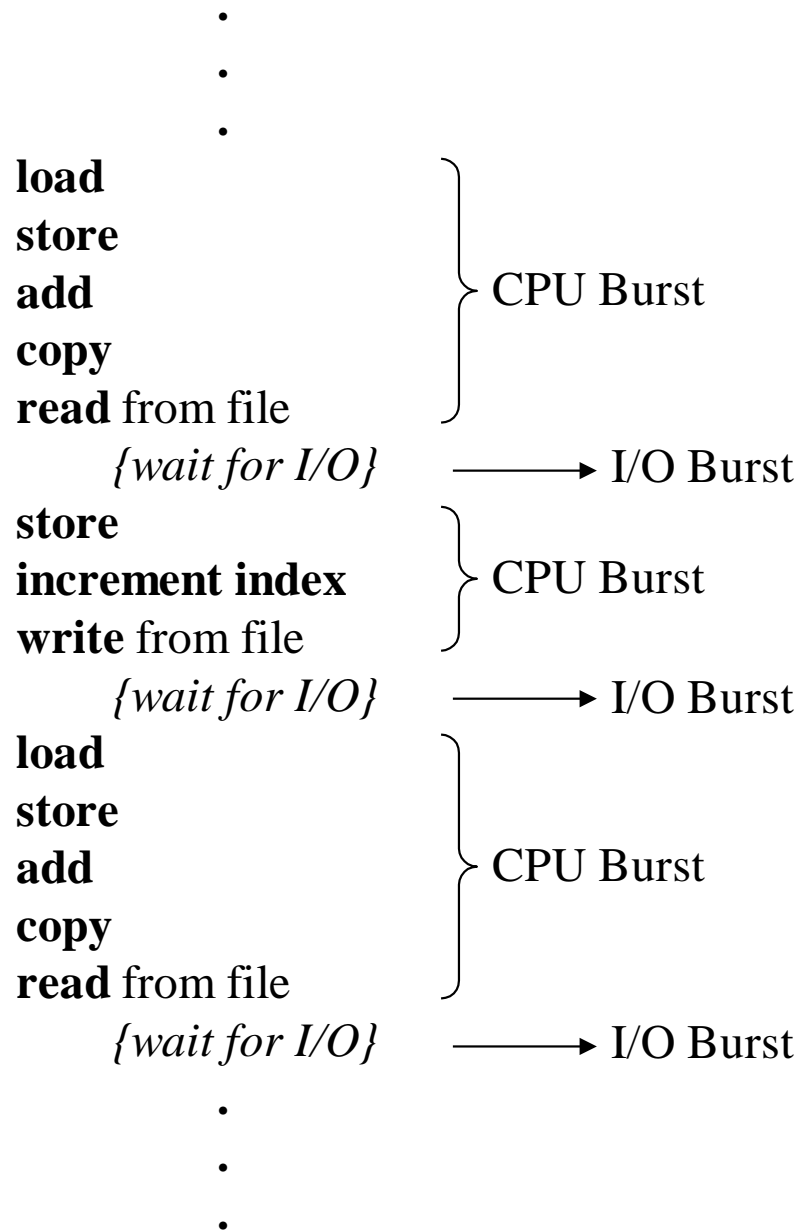 .
.
.
load
store
add
CPU Burst
copy
read from file
{wait for I/O} I/O Burst
store
increment index CPU Burst
write from file
{wait for I/O} I/O Burst
load
store
add CPU Burst
copy
read from file
{wait for I/O} I/O Burst
.
.
.